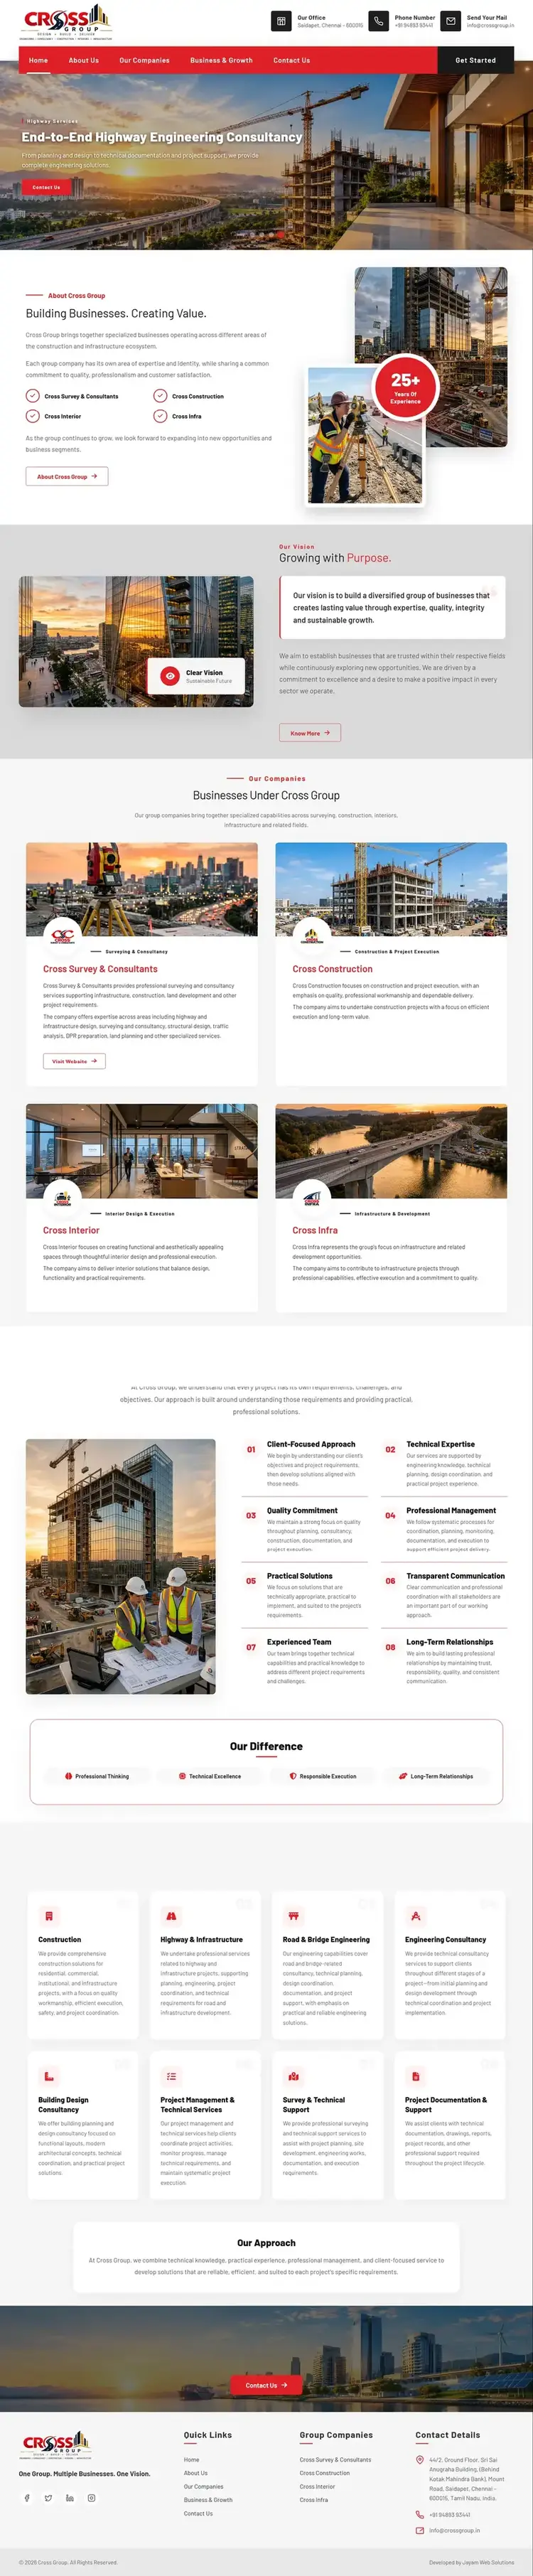 CROSS
GROUP
DESIGN • BUILD • DELIVER
Our Office
Saidapet, Chennai - 600015
Phone Number
+91 94893 93441
Send Your Mail
info@crossgroup.in
Home
About Us
Our Companies
Business & Growth
Contact Us
Get Started
Highway Services
End-to-End Highway Engineering Consultancy
From planning and design to technical documentation and project support, we provide
complete engineering solutions.
Contact Us
About Cross Group
Building Businesses. Creating Value.
Cross Group brings together specialized businesses operating across different areas of
the construction and infrastructure ecosystem.
Each group company has its own area of expertise and identity, while sharing a common
commitment to quality, professionalism and customer satisfaction.
Cross Survey & Consultants
Cross Construction
Cross Interior
Cross Infra
As the group continues to grow, we look forward to expanding into new opportunities and
business segments.
About Cross Group
25+
Years Of
Experience
Our Vision
Growing with Purpose.
Our vision is to build a diversified group of businesses that
creates lasting value through expertise, quality, integrity
and sustainable growth.
Clear Vision
Sustainable Future
We aim to establish businesses that are trusted within their respective fields
while continuously exploring new opportunities. We are driven by a
commitment to excellence and a desire to make a positive impact in every
sector we operate.
Know More
Our Companies
Businesses Under Cross Group
Our group companies bring together specialized capabilities across surveying, construction, interiors,
infrastructure and related fields.
Surveying & Consultancy
Cross Survey & Consultants
Cross Survey & Consultants provides professional surveying and consultancy
services supporting infrastructure, construction, land development and other
project requirements.
The company offers expertise across areas including highway and
infrastructure design, surveying and consultancy, structural design, traffic
analysis, DPR preparation, land planning and other specialized services.
Visit Website
Construction & Project Execution
Cross Construction
Cross Construction focuses on construction and project execution, with an
emphasis on quality, professional workmanship and dependable delivery.
The company aims to undertake construction projects with a focus on efficient
execution and long-term value.
Interior Design & Execution
Cross Interior
Cross Interior focuses on creating functional and aesthetically appealing
spaces through thoughtful interior design and professional execution.
The company aims to deliver interior solutions that balance design,
functionality and practical requirements.
Infrastructure & Development
Cross Infra
Cross Infra represents the group's focus on infrastructure and related
development opportunities.
The company aims to contribute to infrastructure projects through
professional capabilities, effective execution and a commitment to quality.
At Cross Group, we understand that every project has its own requirements, challenges, and
objectives. Our approach is built around understanding those requirements and providing practical,
professional solutions.
01
Client-Focused Approach
We begin by understanding our client's
objectives and project requirements,
then develop solutions aligned with
those needs.
02
Technical Expertise
Our services are supported by
engineering knowledge, technical
planning, design coordination, and
practical project experience.
03
Quality Commitment
We maintain a strong focus on quality
throughout planning, consultancy,
construction, documentation, and
project execution.
04
Professional Management
We follow systematic processes for
coordination, planning, monitoring,
documentation, and execution to
support efficient project delivery.
05
Practical Solutions
We focus on solutions that are
technically appropriate, practical to
implement, and suited to the project's
requirements.
06
Transparent Communication
Clear communication and professional
coordination with all stakeholders are
an important part of our working
approach.
07
Experienced Team
Our team brings together technical
capabilities and practical knowledge to
address different project requirements
and challenges.
08
Long-Term Relationships
We aim to build lasting professional
relationships by maintaining trust,
responsibility, quality, and consistent
communication.
Our Difference
Professional Thinking
Technical Excellence
Responsible Execution
Long-Term Relationships
Construction
We provide comprehensive
construction solutions for
residential, commercial,
institutional, and infrastructure
projects, with a focus on quality
workmanship, efficient execution,
safety, and project coordination.
Highway & Infrastructure
We undertake professional services
related to highway and
infrastructure projects, supporting
planning, engineering, project
coordination, and technical
requirements for road and
infrastructure development.
Road & Bridge Engineering
Our engineering capabilities cover
road and bridge-related
consultancy, technical planning,
design coordination,
documentation, and project
support, with emphasis on
practical and reliable engineering
solutions.
Engineering Consultancy
We provide technical consultancy
services to support clients
throughout different stages of a
project—from initial planning and
design development through
technical coordination and project
implementation.
Building Design
Consultancy
We offer building planning and
design consultancy focused on
functional layouts, modern
architectural concepts, technical
coordination, and practical project
solutions.
Project Management &
Technical Services
Our project management and
technical services help clients
coordinate project activities,
monitor progress, manage
technical requirements, and
maintain systematic project
execution.
Survey & Technical
Support
We provide professional surveying
and technical support services to
assist with project planning, site
development, engineering works,
documentation, and execution
requirements.
Project Documentation &
Support
We assist clients with technical
documentation, drawings, reports,
project records, and other
professional support required
throughout the project lifecycle.
Our Approach
At Cross Group, we combine technical knowledge, practical experience, professional management, and client-focused service to
develop solutions that are reliable, efficient, and suited to each project's specific requirements.
Contact Us
CROSS
GROUP
DESIGN • BUILD • DELIVER
One Group. Multiple Businesses. One Vision.
Quick Links
Home
About Us
Our Companies
Business & Growth
Contact Us
Group Companies
Cross Survey & Consultants
Cross Construction
Cross Interior
Cross Infra
Contact Details
44/2, Ground Floor, Sri Sai
Anugraha Building, (Behind
Kotak Mahindra Bank), Mount
Road, Saidapet, Chennai -
600015, Tamil Nadu, India.
+91 94893 93441
info@crossgroup.in
© 2026 Cross Group. All Rights Reserved.
Developed by Jayam Web Solutions